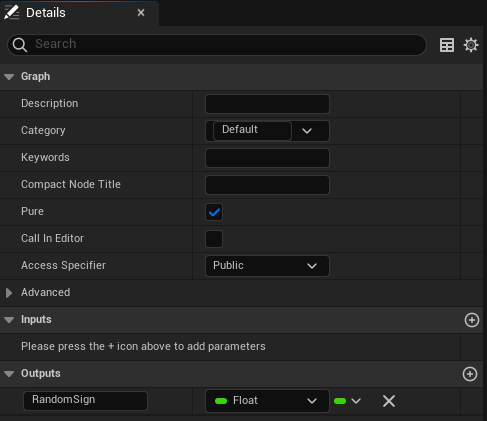 Details
Search
Graph
Description
Category Default
Keywords
Compact Node Title
Pure
Call In Editor
Access Specifier Public
Advanced
Inputs
Please press the + icon above to add parameters
Outputs
RandomSign Float